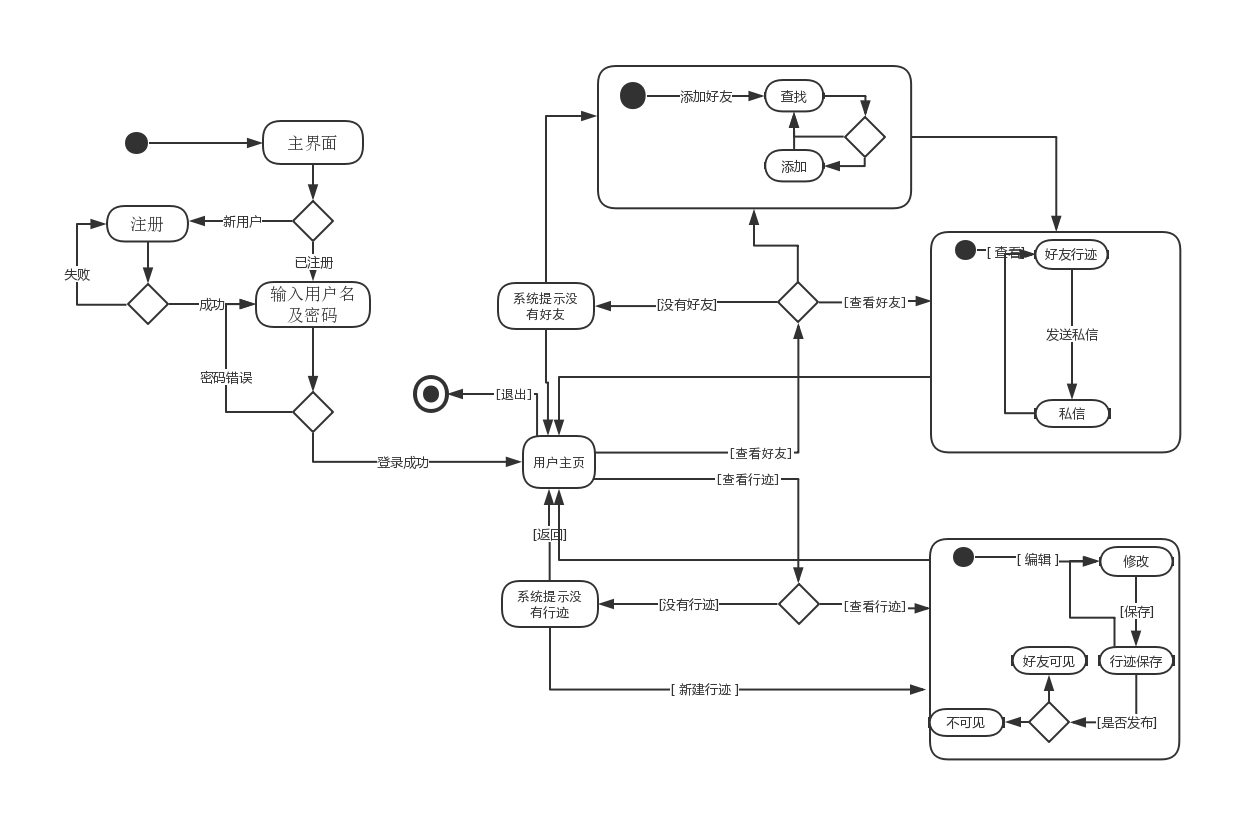 添加好友
查找
添加
主界面
注册
新用户
已注册
失败
成功
输入用户名
及密码
密码错误
登录成功
系统提示没
有好友
[没有好友]
[查看好友]
[ 查看]
好友行迹
发送私信
私信
[退出]
用户主页
[查看好友]
[查看行迹]
[返回]
系统提示没
有行迹
[没有行迹]
[查看行迹]
[ 新建行迹 ]
[ 编辑 ]
修改
[保存]
好友可见
行迹保存
不可见
[是否发布]